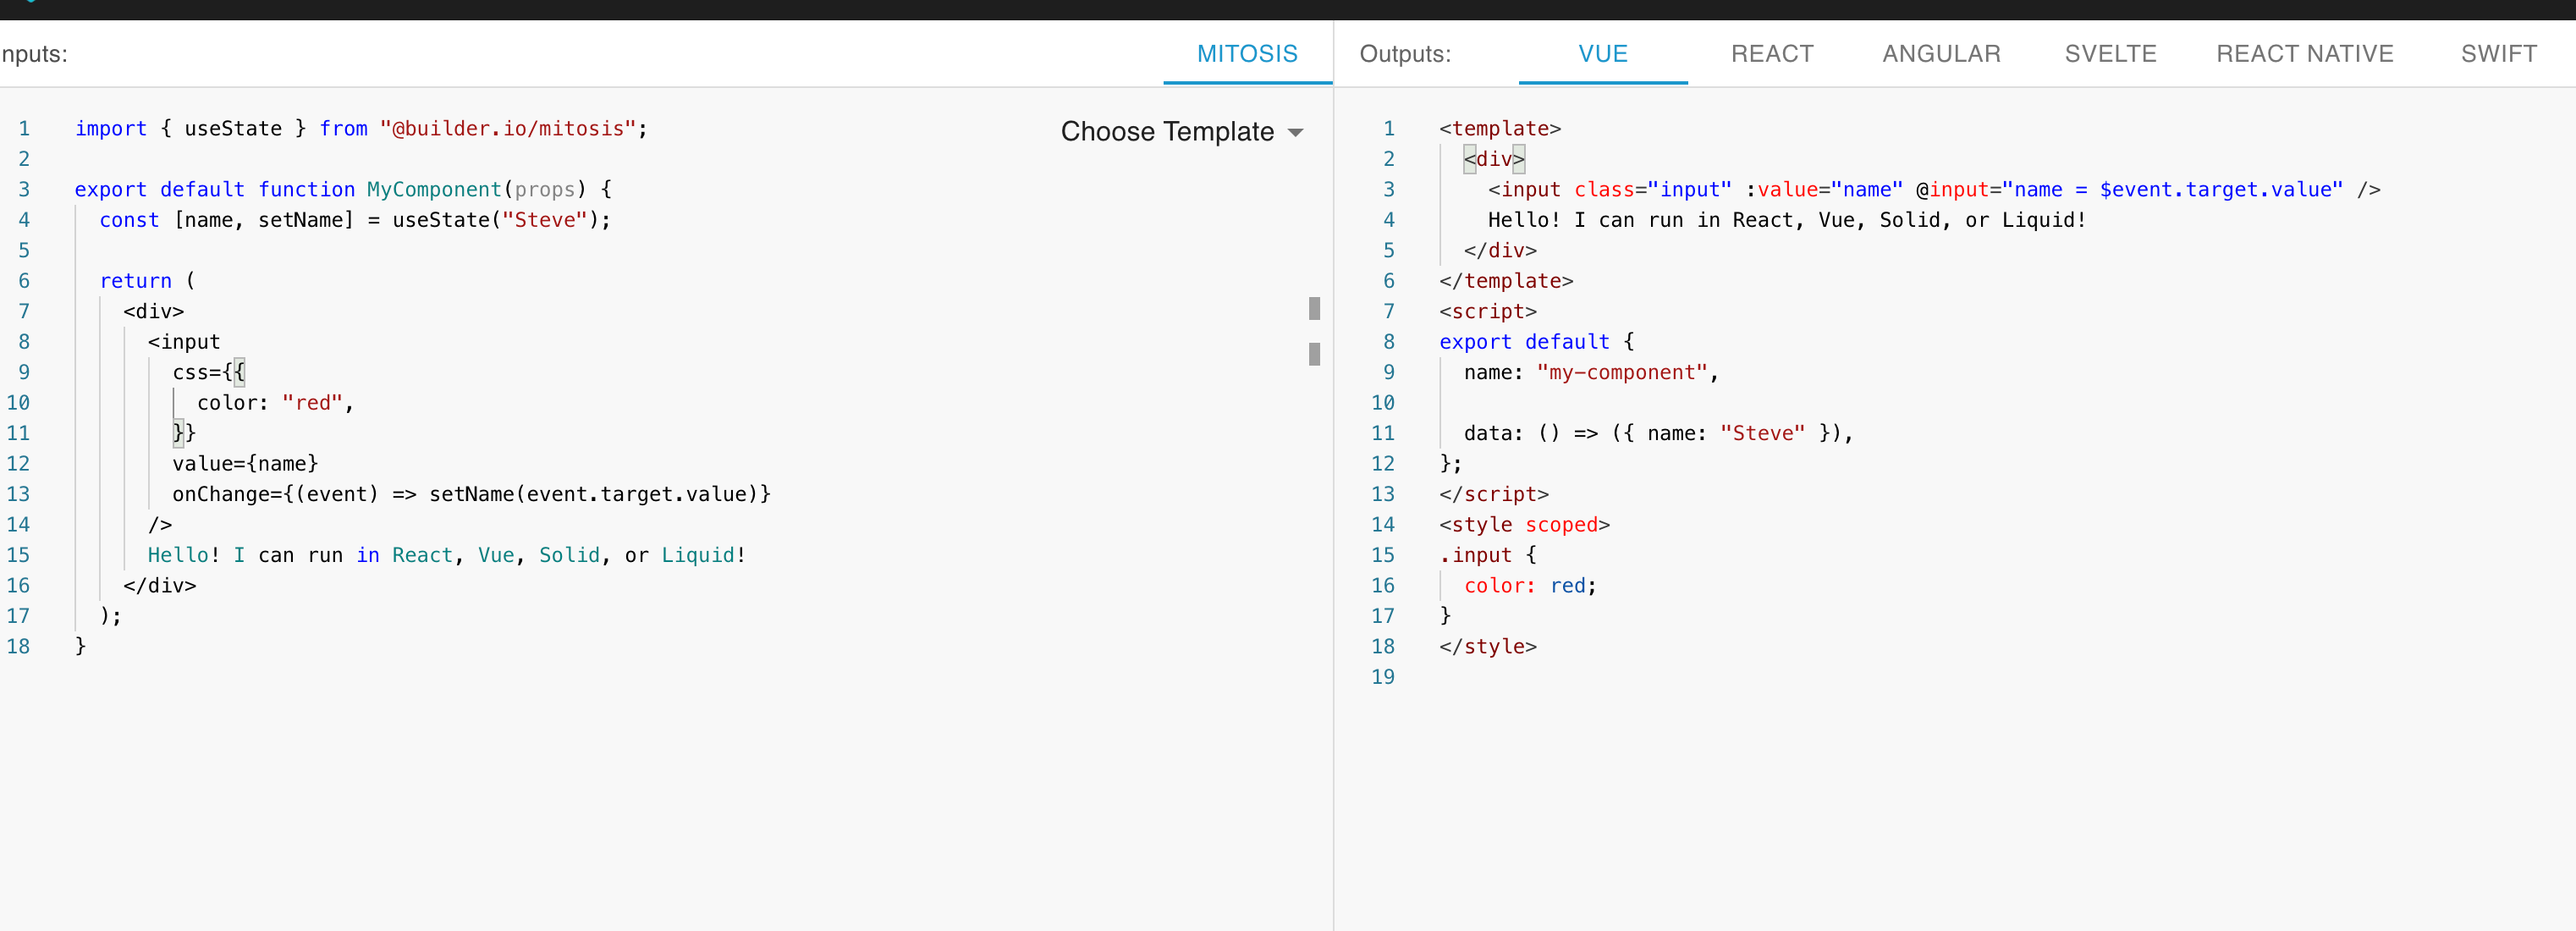 nputs:
MITOSIS
Choose Template
1 import { useState } from "@builder.io/mitosis";
2
3 export default function MyComponent(props) {
4 const [name, setName] = useState("Steve");
5
6 return (
7 <div>
8 <input
9 css={{
10 color: "red",
11 }}
12 value={name}
13 onChange={(event) => setName(event.target.value)}
14 />
15 Hello! I can run in React, Vue, Solid, or Liquid!
16 </div>
17 );
18 }
Outputs: VUE REACT ANGULAR SVELTE REACT NATIVE SWIFT
1 <template>
2 <div>
3 <input class="input" :value="name" @input="name = $event.target.value" />
4 Hello! I can run in React, Vue, Solid, or Liquid!
5 </div>
6 </template>
7 <script>
8 export default {
9 name: "my-component",
10
11 data: () => ({ name: "Steve" }),
12 };
13 </script>
14 <style scoped>
15 .input {
16 color: red;
17 }
18 </style>
19